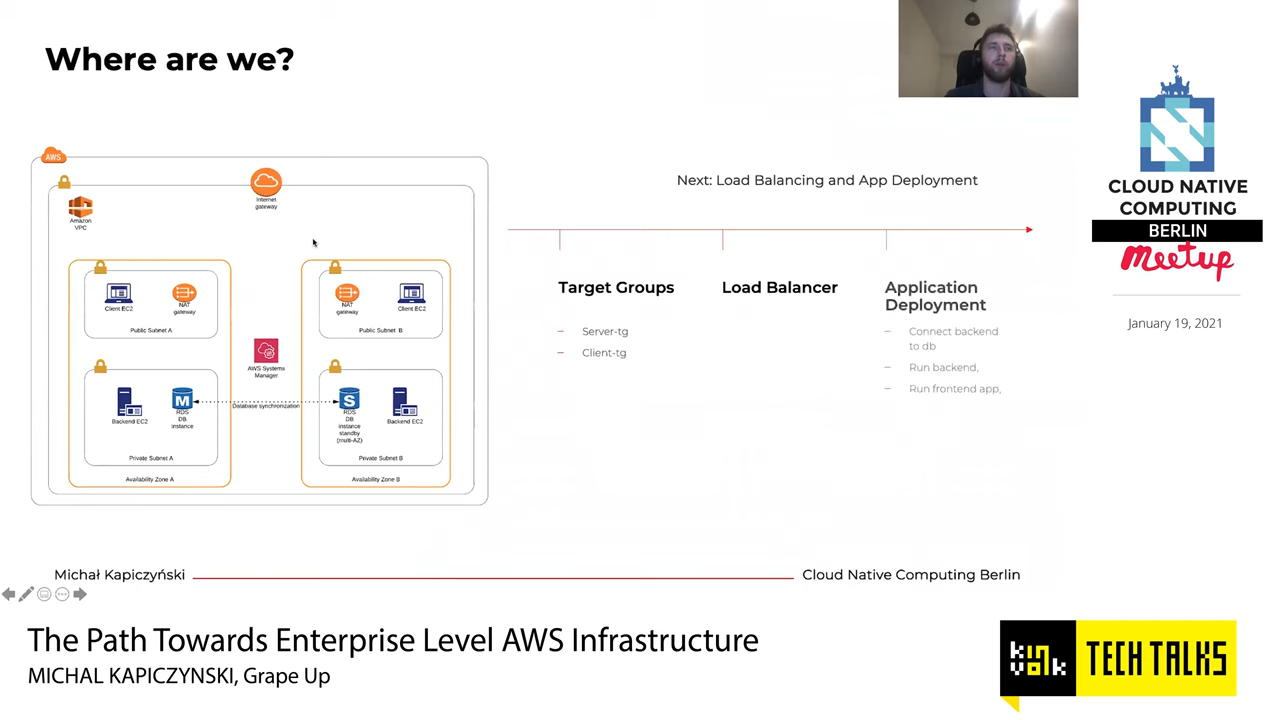 Where are we?
AWS
Internet
gateway
Amazon
VPC
Client EC2
NAT
gateway
Public Subnet A
NAT
gateway
Client EC2
Public Subnet B
AWS Systems
Manager
Backend EC2
M
RDS
DB
instance
Private Subnet A
Availability Zone A
Database synchronization
S
RDS
DB
instance
standby
(multi-AZ)
Backend EC2
Private Subnet B
Availability Zone B
Next: Load Balancing and App Deployment
Target Groups
– Server-tg
– Client-tg
Load Balancer
Application
Deployment
– Connect backend
to db
– Run backend,
– Run frontend app,
CLOUD NATIVE
COMPUTING
BERLIN
Meetup
January 19, 2021
Michał Kapiczyński
Cloud Native Computing Berlin
The Path Towards Enterprise Level AWS Infrastructure
MICHAL KAPICZYNSKI, Grape Up
kinvolk
TECH TALKS